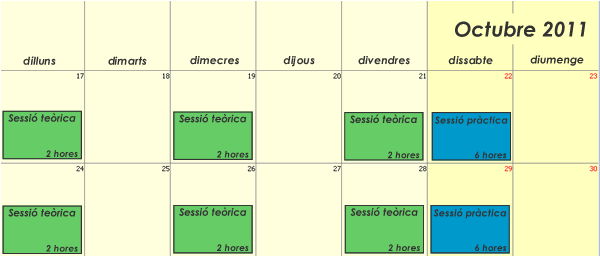 Octubre 2011
dilluns dimarts dimecres dijous divendres dissabte diumenge
17 18 19 20 21 22 23
Sessió teòrica Sessió teòrica Sessió teòrica Sessió pràctica
2 hores 2 hores 2 hores 6 hores
24 25 26 27 28 29 30
Sessió teòrica Sessió teòrica Sessió teòrica Sessió pràctica
2 hores 2 hores 2 hores 6 hores